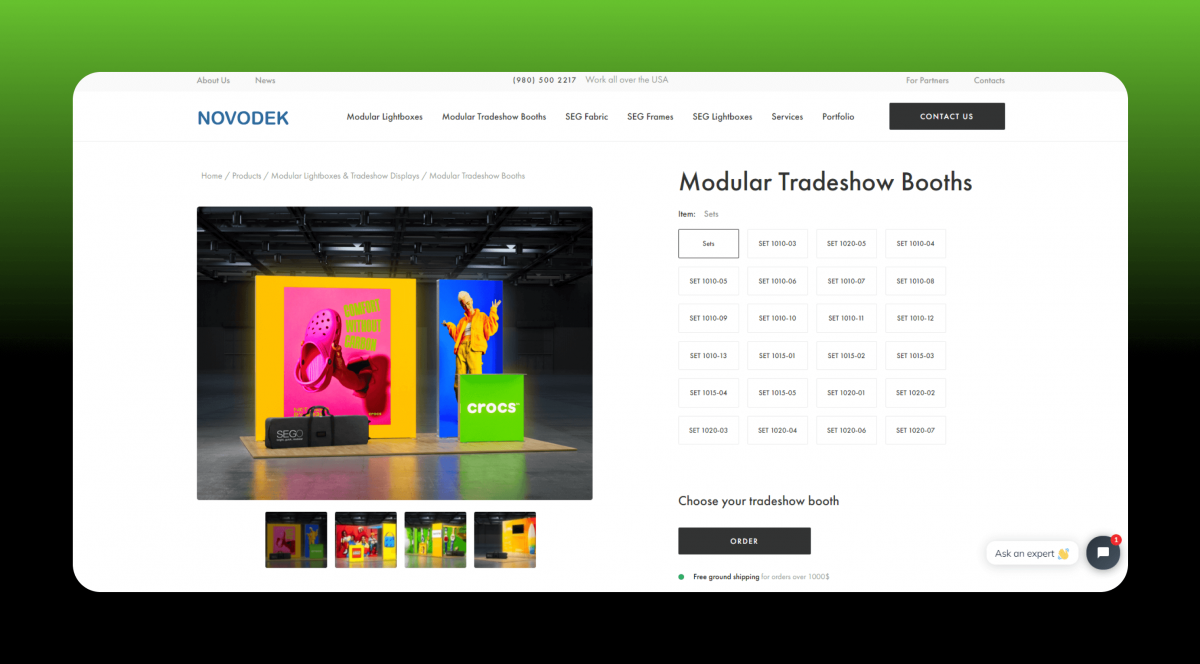 About Us News (980) 500 2217 Work all over the USA For Partners Contacts
NOVODEK Modular Lightboxes Modular Tradeshow Booths SEG Fabric SEG Frames SEG Lightboxes Services Portfolio CONTACT US
Home / Products / Modular Lightboxes & Tradeshow Displays / Modular Tradeshow Booths
COMFORT
WITHOUT
crocs
SEGO
crocs™
Modular Tradeshow Booths
Item: Sets
Sets SET 1010-03 SET 1020-05 SET 1010-04
SET 1010-05 SET 1010-06 SET 1010-07 SET 1010-08
SET 1010-09 SET 1010-10 SET 1010-11 SET 1010-12
SET 1010-13 SET 1015-01 SET 1015-02 SET 1015-03
SET 1015-04 SET 1015-05 SET 1020-01 SET 1020-02
SET 1020-03 SET 1020-04 SET 1020-06 SET 1020-07
Choose your tradeshow booth
ORDER
Free ground shipping for orders over 1000$
Ask an expert 👋
1